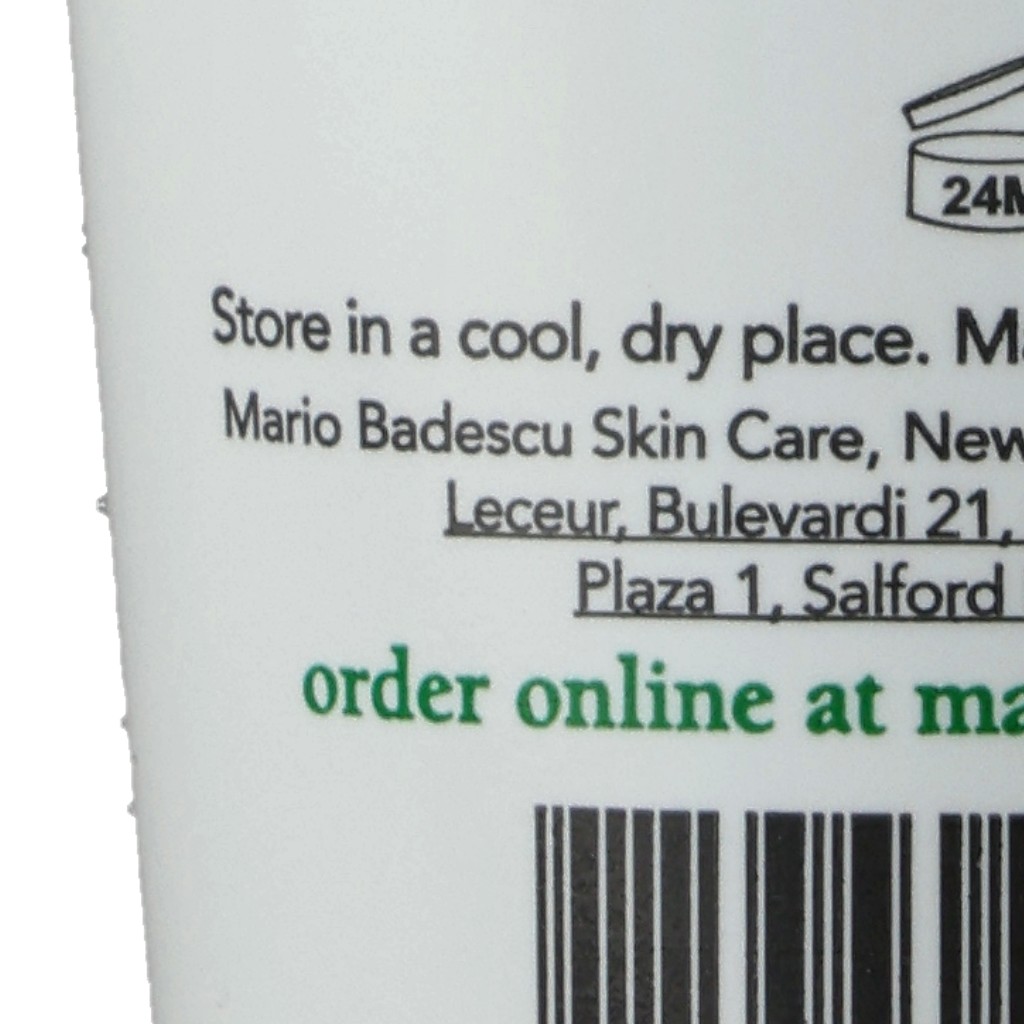 24M
Store in a cool, dry place.
Mario Badescu Skin Care, New
Leceur, Bulevardi 21,
Plaza 1, Salford
order online at